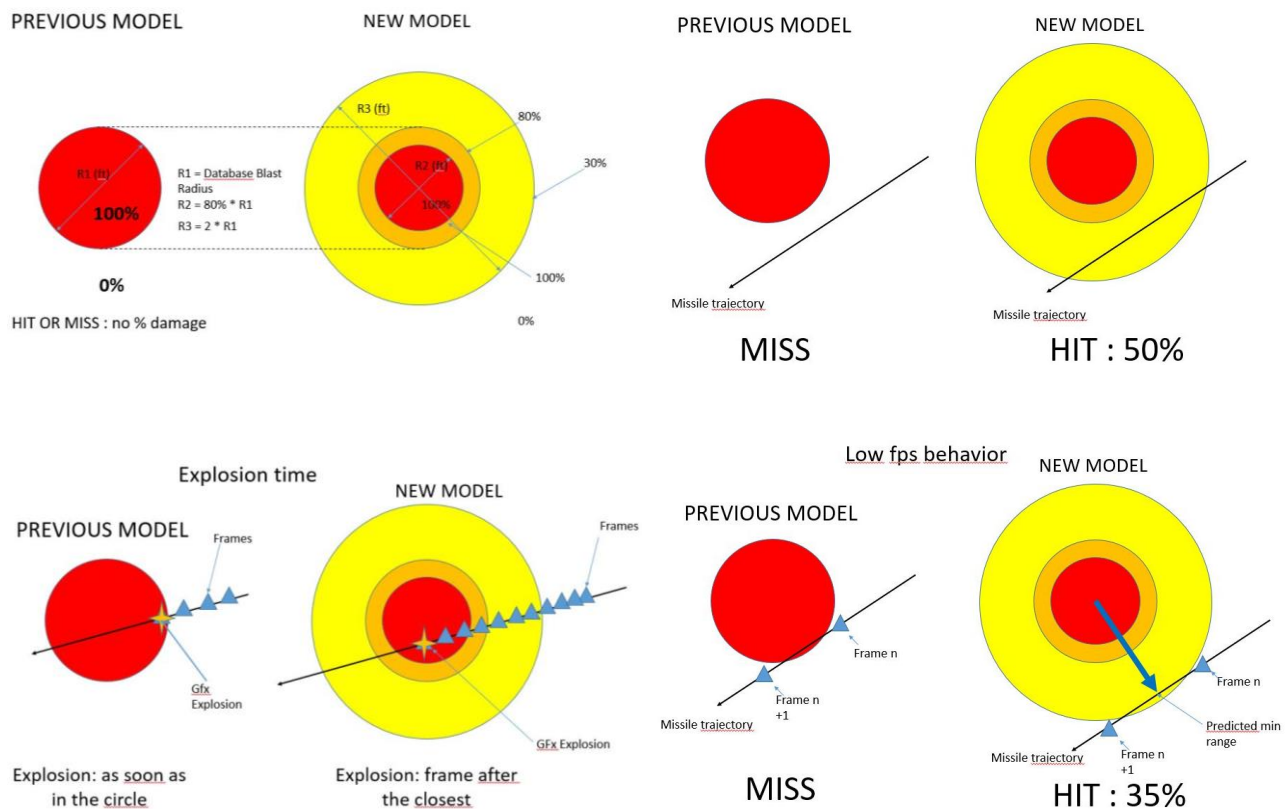 PREVIOUS MODEL
NEW MODEL
R1 (ft)
100%
0%
HIT OR MISS : no % damage
R1 = Database Blast
Radius
R2 = 80% * R1
R3 = 2 * R1
R3 (ft)
R2 (ft)
100%
80%
30%
100%
0%
PREVIOUS MODEL
NEW MODEL
Missile trajectory
Missile trajectory
MISS
HIT : 50%
Explosion time
PREVIOUS MODEL
NEW MODEL
Frames
Frames
Gfx
Explosion
GFx Explosion
Explosion: as soon as
in the circle
Explosion: frame after
the closest
Low fps behavior
PREVIOUS MODEL
NEW MODEL
Frame n
Frame n
+1
Missile trajectory
Frame n
Predicted min
range
Frame n
+1
Missile trajectory
MISS
HIT : 35%